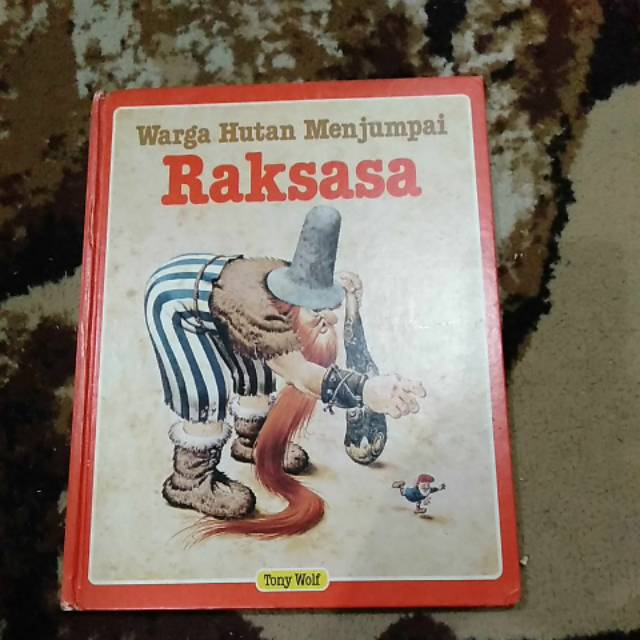 Warga Hutan Menjumpai
Raksasa
Tony Wolf